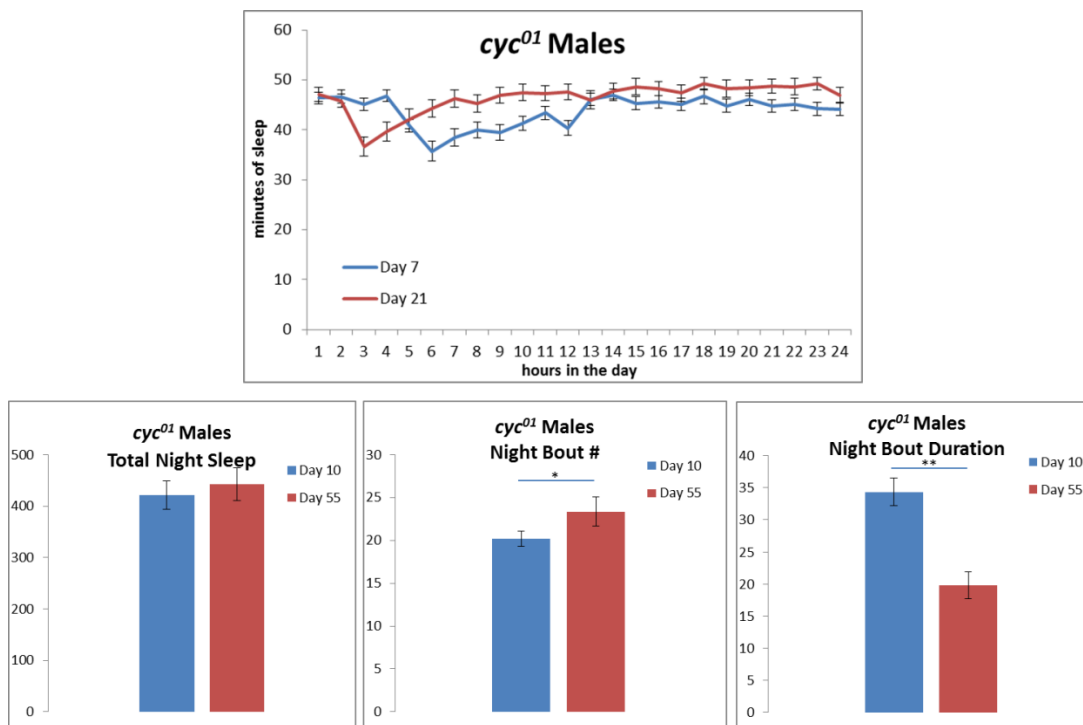 cyc01 Males
60
50
40
30
20
10
0
minutes of sleep
Day 7
Day 21
1 2 3 4 5 6 7 8 9 10 11 12 13 14 15 16 17 18 19 20 21 22 23 24
hours in the day
cyc01 Males
Total Night Sleep
500
400
300
200
100
0
Day 10
Day 55
cyc01 Males
Night Bout #
30
25
20
15
10
5
0
*
Day 10
Day 55
cyc01 Males
Night Bout Duration
40
35
30
25
20
15
10
5
0
**
Day 10
Day 55